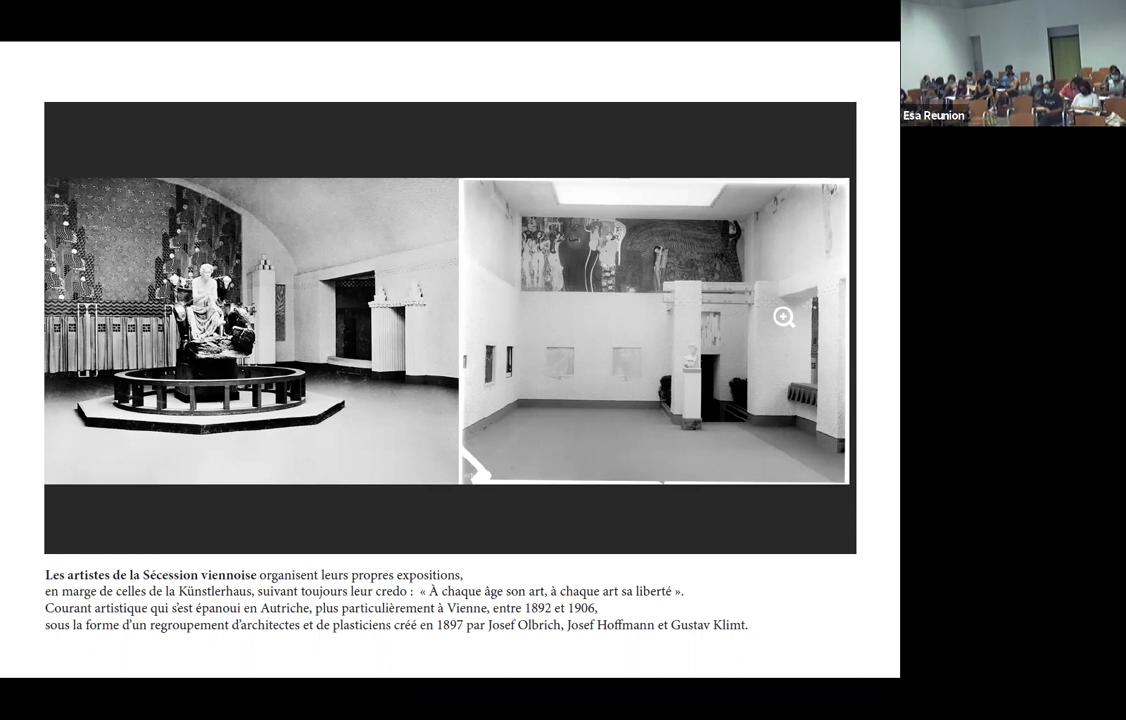 Esa Reunion
Les artistes de la Sécession viennoise organisent leurs propres expositions,
en marge de celles de la Künstlerhaus, suivant toujours leur credo : « À chaque âge son art, à chaque art sa liberté ».
Courant artistique qui s'est épanoui en Autriche, plus particulièrement à Vienne, entre 1892 et 1906,
sous la forme d'un regroupement d'architectes et de plasticiens créé en 1897 par Josef Olbrich, Josef Hoffmann et Gustav Klimt.